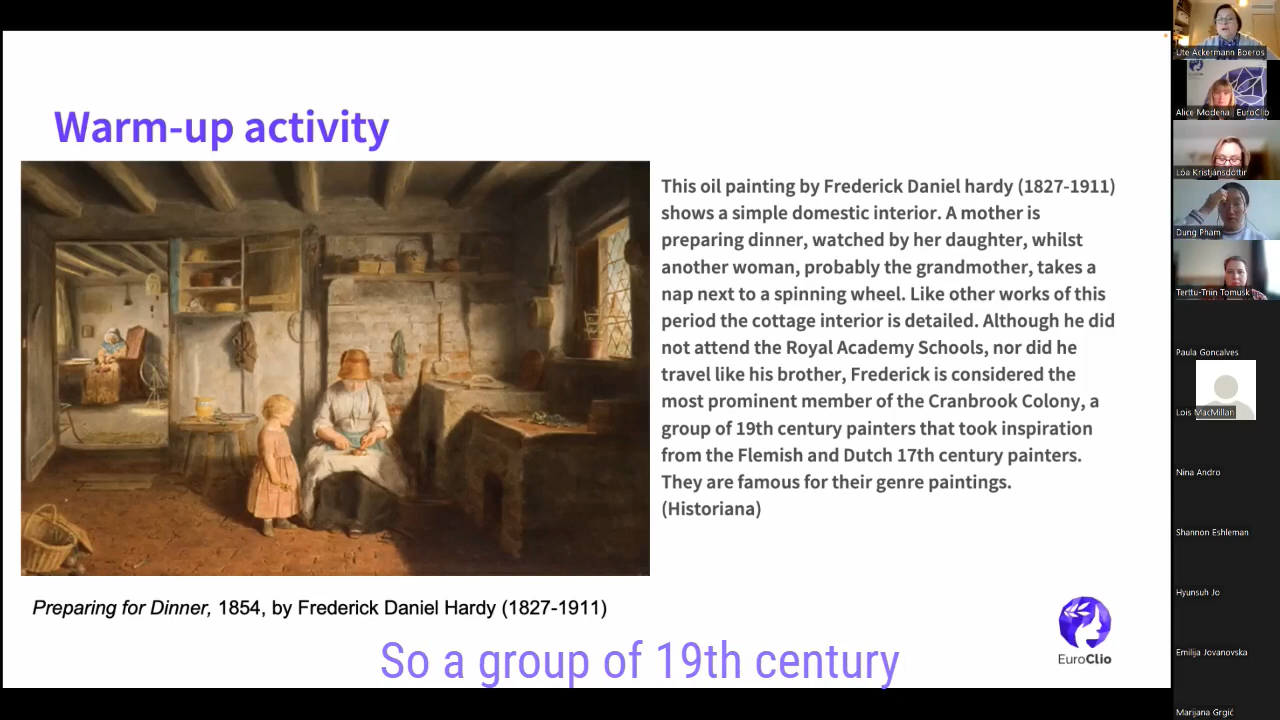 Warm-up activity
This oil painting by Frederick Daniel hardy (1827-1911)
shows a simple domestic interior. A mother is
preparing dinner, watched by her daughter, whilst
another woman, probably the grandmother, takes a
nap next to a spinning wheel. Like other works of this
period the cottage interior is detailed. Although he did
not attend the Royal Academy Schools, nor did he
travel like his brother, Frederick is considered the
most prominent member of the Cranbrook Colony, a
group of 19th century painters that took inspiration
from the Flemish and Dutch 17th century painters.
They are famous for their genre paintings.
(Historiana)
Preparing for Dinner, 1854, by Frederick Daniel Hardy (1827-1911)
EuroClio
So a group of 19th century
Ute Ackermann Boeros
Alice Modena _EuroClio
Lóa Kristjánsdóttir
Dung Pham
Terttu-Triin Tomusk
Paula Goncalves
Lois MacMillan
Nina Andro
Shannon Eshleman
Hyunsuh Jo
Emilija Jovanovska
Marijana Grgić